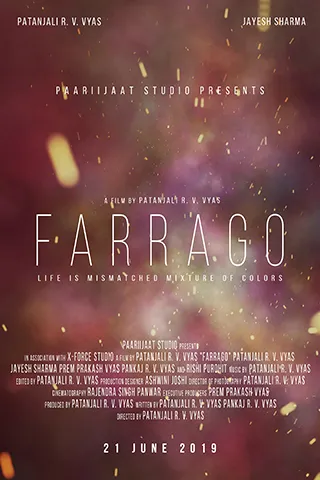 PATANJALI R. V. VYAS JAYESH SHARMA
PAARIIJAAT STUDIO PRESENTS
A FILM BY PATANJALI R. V. VYAS
FARRAGO
LIFE IS MISMATCHED MIXTURE OF COLORS
PAARIIJAAT STUDIO PRESENTS
IN ASSOCIATION WITH X-FORCE STUDIO A FILM BY PATANJALI R. V. VYAS "FARRAGO" PATANJALI R. V. VYAS
JAYESH SHARMA PREM PRAKASH VYAS PANKAJ R. V. VYAS AND RISHI PUROHIT MUSIC BY PATANJALI R. V. VYAS
EDITED BY PATANJALI R. V. VYAS PRODUCTION DESIGNER ASHWINI JOSHI DIRECTOR OF PHOTOGRAPHY PATANJALI R. V. VYAS
CINEMATOGRAPHY RAJENDRA SINGH PANWAR EXECUTIVE PRODUCERS PREM PRAKASH VYAS
PRODUCED BY PATANJALI R. V. VYAS WRITTEN BY PATANJALI R. V. VYAS PANKAJ R. V. VYAS
DIRECTED BY PATANJALI R. V. VYAS
21 JUNE 2019